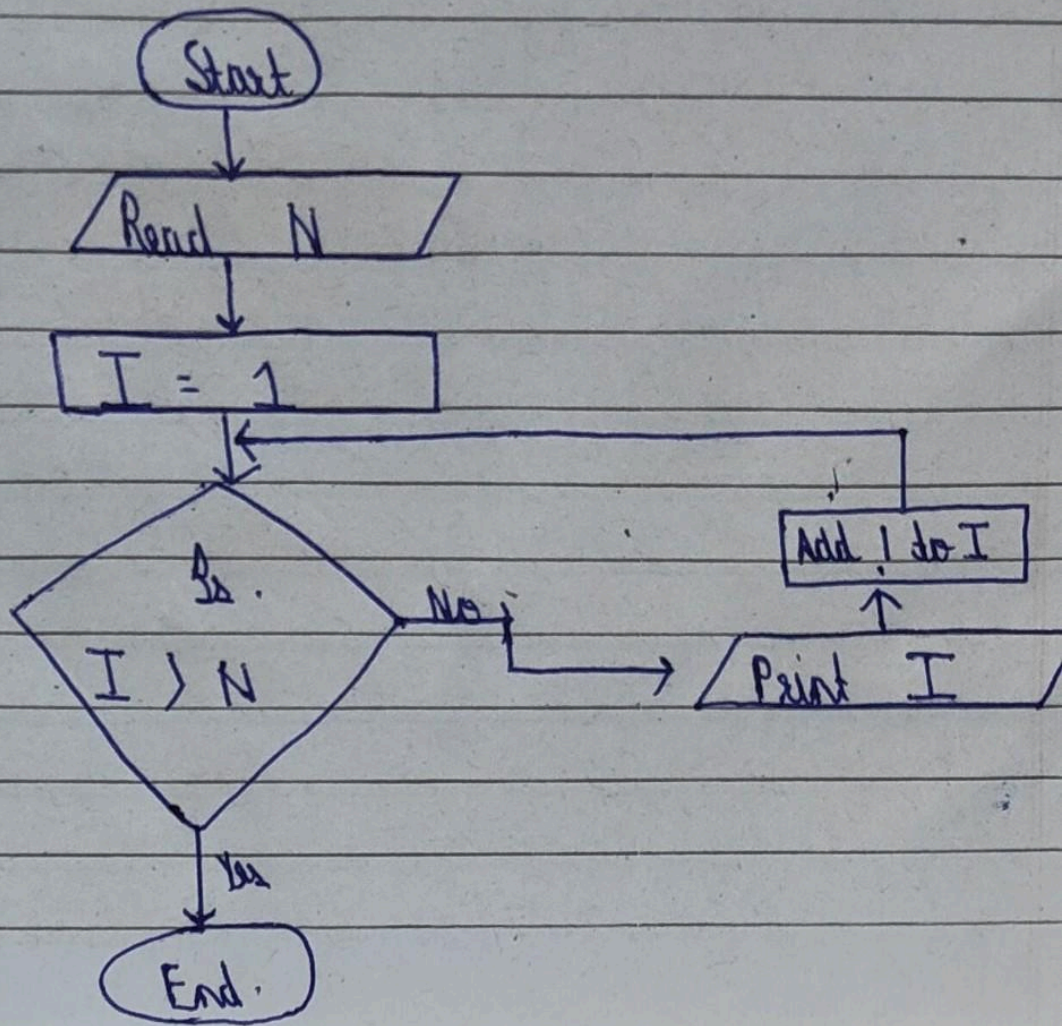 Start
Read N
I = 1
Is.
I > N
No
Print I
Add 1 to I
Yes
End.